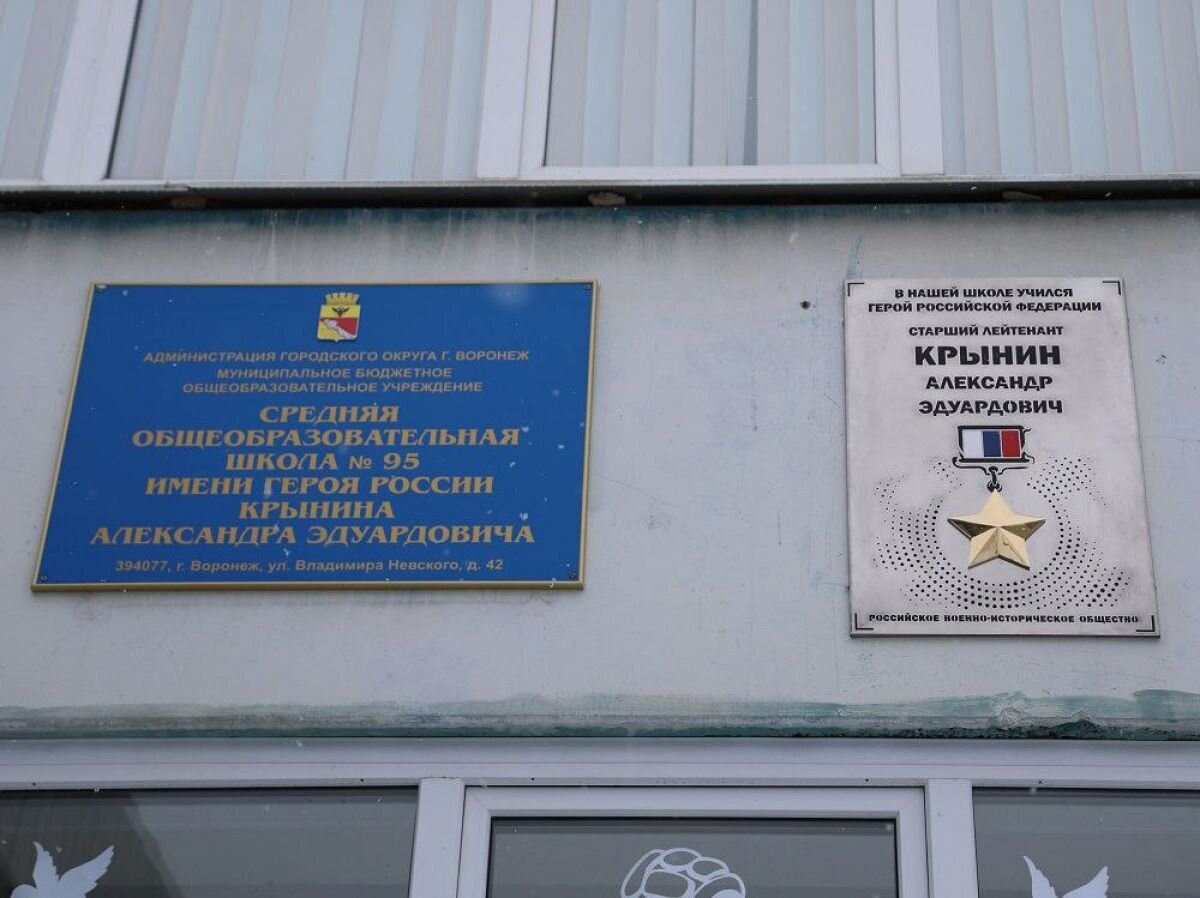 АДМИНИСТРАЦИЯ ГОРОДСКОГО ОКРУГА Г. ВОРОНЕЖ
МУНИЦИПАЛЬНОЕ БЮДЖЕТНОЕ
ОБЩЕОБРАЗОВАТЕЛЬНОЕ УЧРЕЖДЕНИЕ
СРЕДНЯЯ
ОБЩЕОБРАЗОВАТЕЛЬНАЯ
ШКОЛА № 95
ИМЕНИ ГЕРОЯ РОССИИ
КРЫНИНА
АЛЕКСАНДРА ЭДУАРДОВИЧА
394077, г. Воронеж, ул. Владимира Невского, д. 42
В НАШЕЙ ШКОЛЕ УЧИЛСЯ
ГЕРОЙ РОССИЙСКОЙ ФЕДЕРАЦИИ
СТАРШИЙ ЛЕЙТЕНАНТ
КРЫНИН
АЛЕКСАНДР
ЭДУАРДОВИЧ
РОССИЙСКОЕ ВОЕННО-ИСТОРИЧЕСКОЕ ОБЩЕСТВО